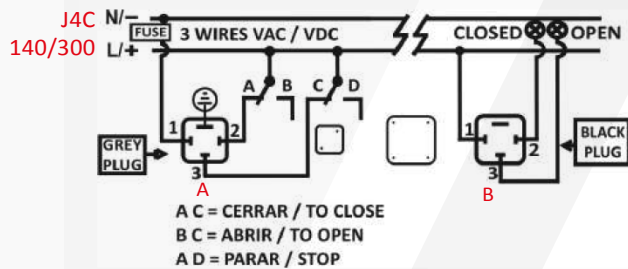 J4C N/−
FUSE 3 WIRES VAC / VDC CLOSED OPEN
140/300 L/+
A B C D
1 2
GREY
PLUG
3
A
1 2
BLACK
PLUG
3
B
A C = CERRAR / TO CLOSE
B C = ABRIR / TO OPEN
A D = PARAR / STOP